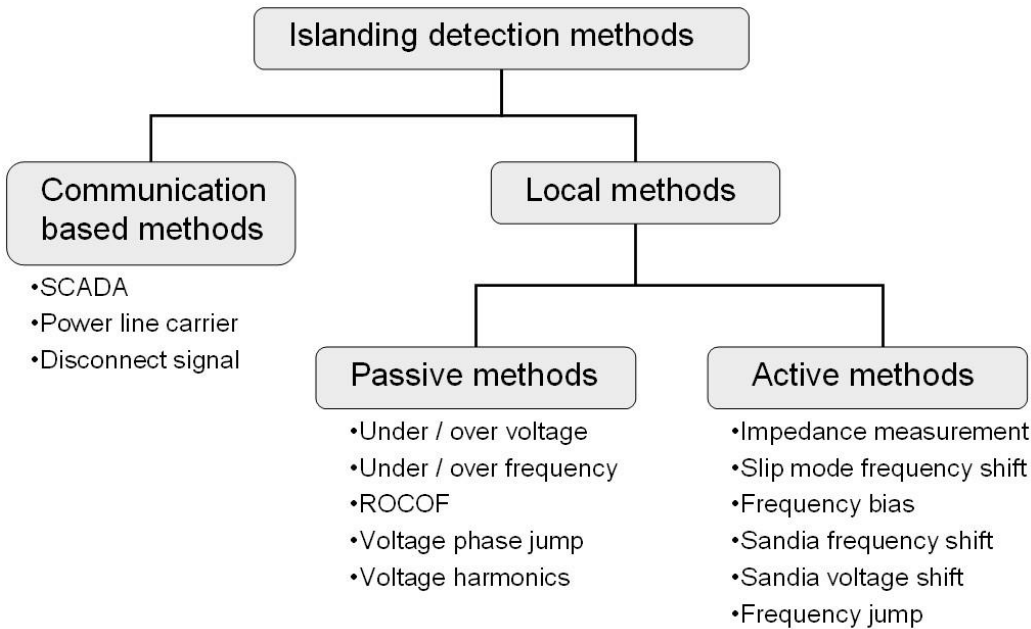 Islanding detection methods
Communication
based methods
•SCADA
•Power line carrier
•Disconnect signal
Local methods
Passive methods
•Under / over voltage
•Under / over frequency
•ROCOF
•Voltage phase jump
•Voltage harmonics
Active methods
•Impedance measurement
•Slip mode frequency shift
•Frequency bias
•Sandia frequency shift
•Sandia voltage shift
•Frequency jump